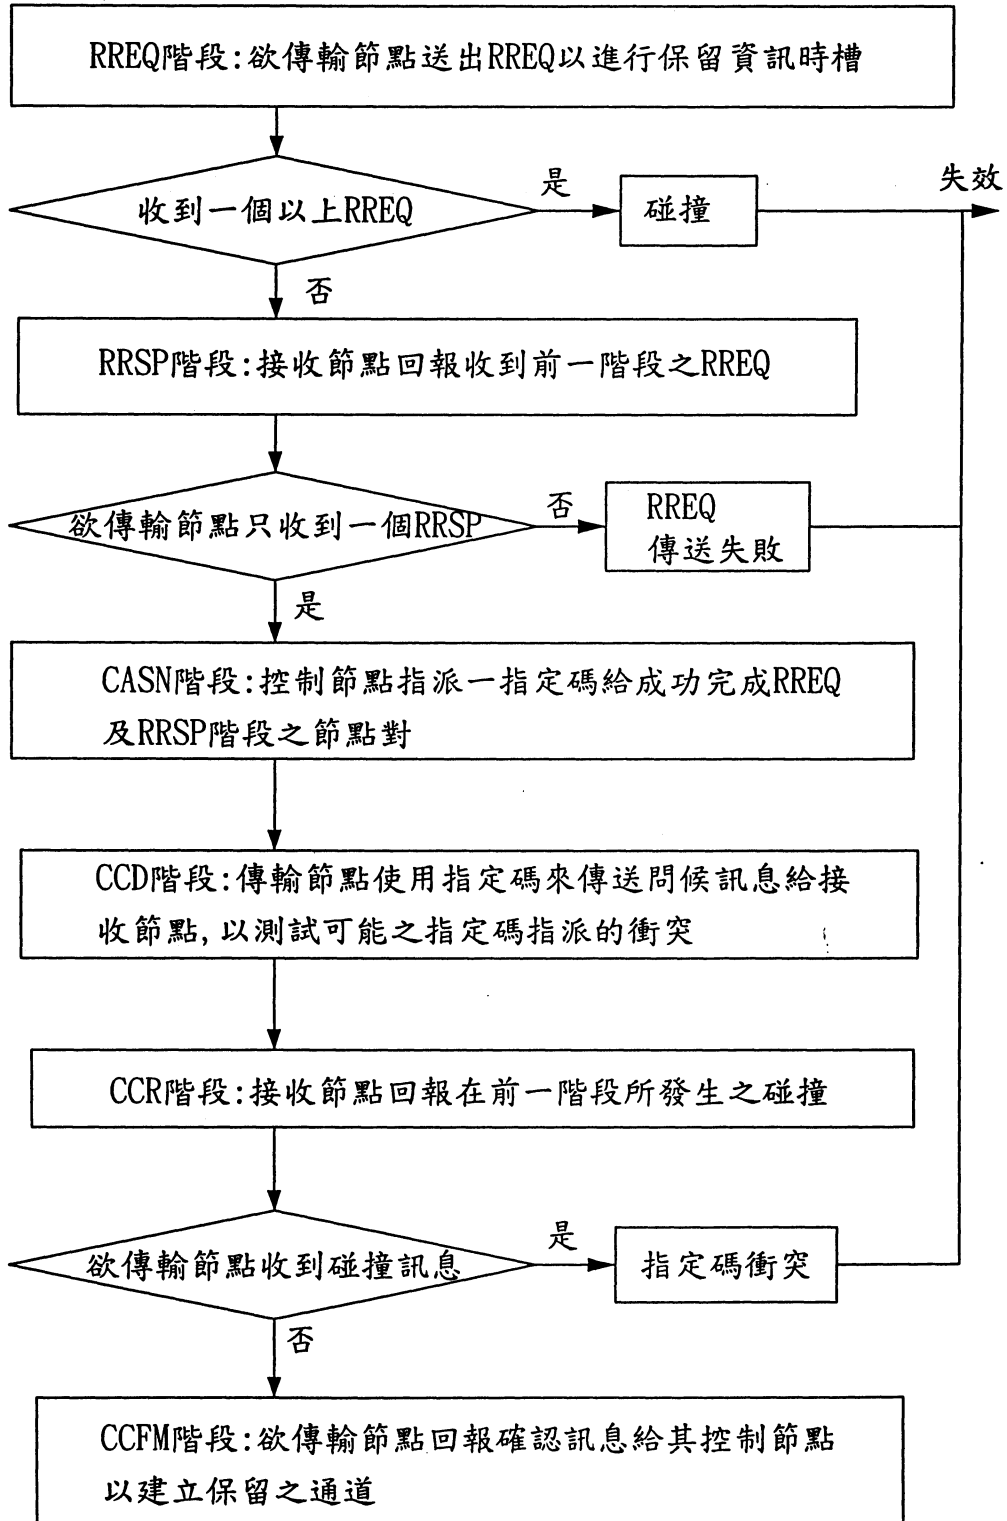 RREQ階段:欲傳輸節點送出RREQ以進行保留資訊時槽
收到一個以上RREQ
是
碰撞
失效
否
RRSP階段:接收節點回報收到前一階段之RREQ
欲傳輸節點只收到一個RRSP
否
RREQ
傳送失敗
是
CASN階段:控制節點指派一指定碼給成功完成RREQ
及RRSP階段之節點對
CCD階段:傳輸節點使用指定碼來傳送問候訊息給接
收節點,以測試可能之指定碼指派的衝突
CCR階段:接收節點回報在前一階段所發生之碰撞
欲傳輸節點收到碰撞訊息
是
指定碼衝突
否
CCFM階段:欲傳輸節點回報確認訊息給其控制節點
以建立保留之通道